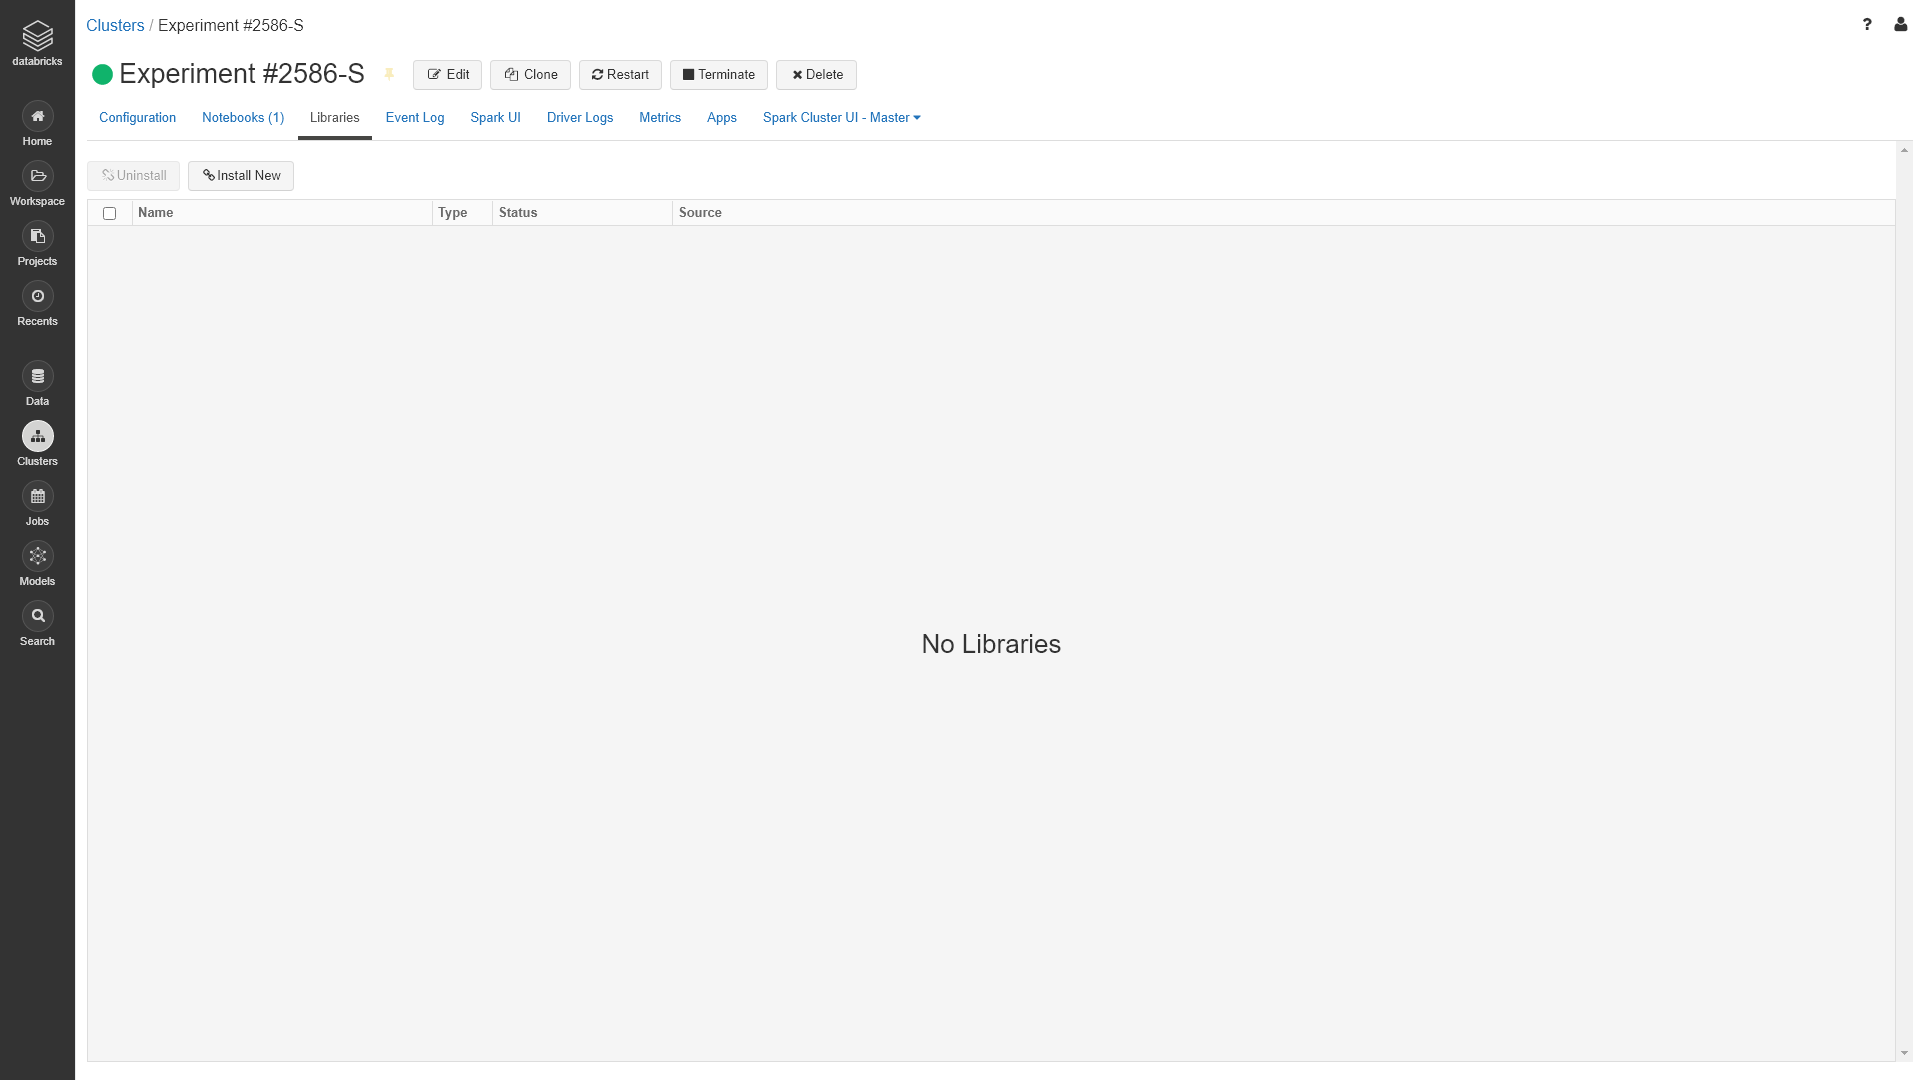 Clusters / Experiment #2586-S
?
databricks
Experiment #2586-S
Edit
Clone
Restart
Terminate
Delete
Configuration
Notebooks (1)
Libraries
Event Log
Spark UI
Driver Logs
Metrics
Apps
Spark Cluster UI - Master
Home
Workspace
Projects
Recents
Data
Clusters
Jobs
Models
Search
Uninstall
Install New
Name
Type
Status
Source
No Libraries